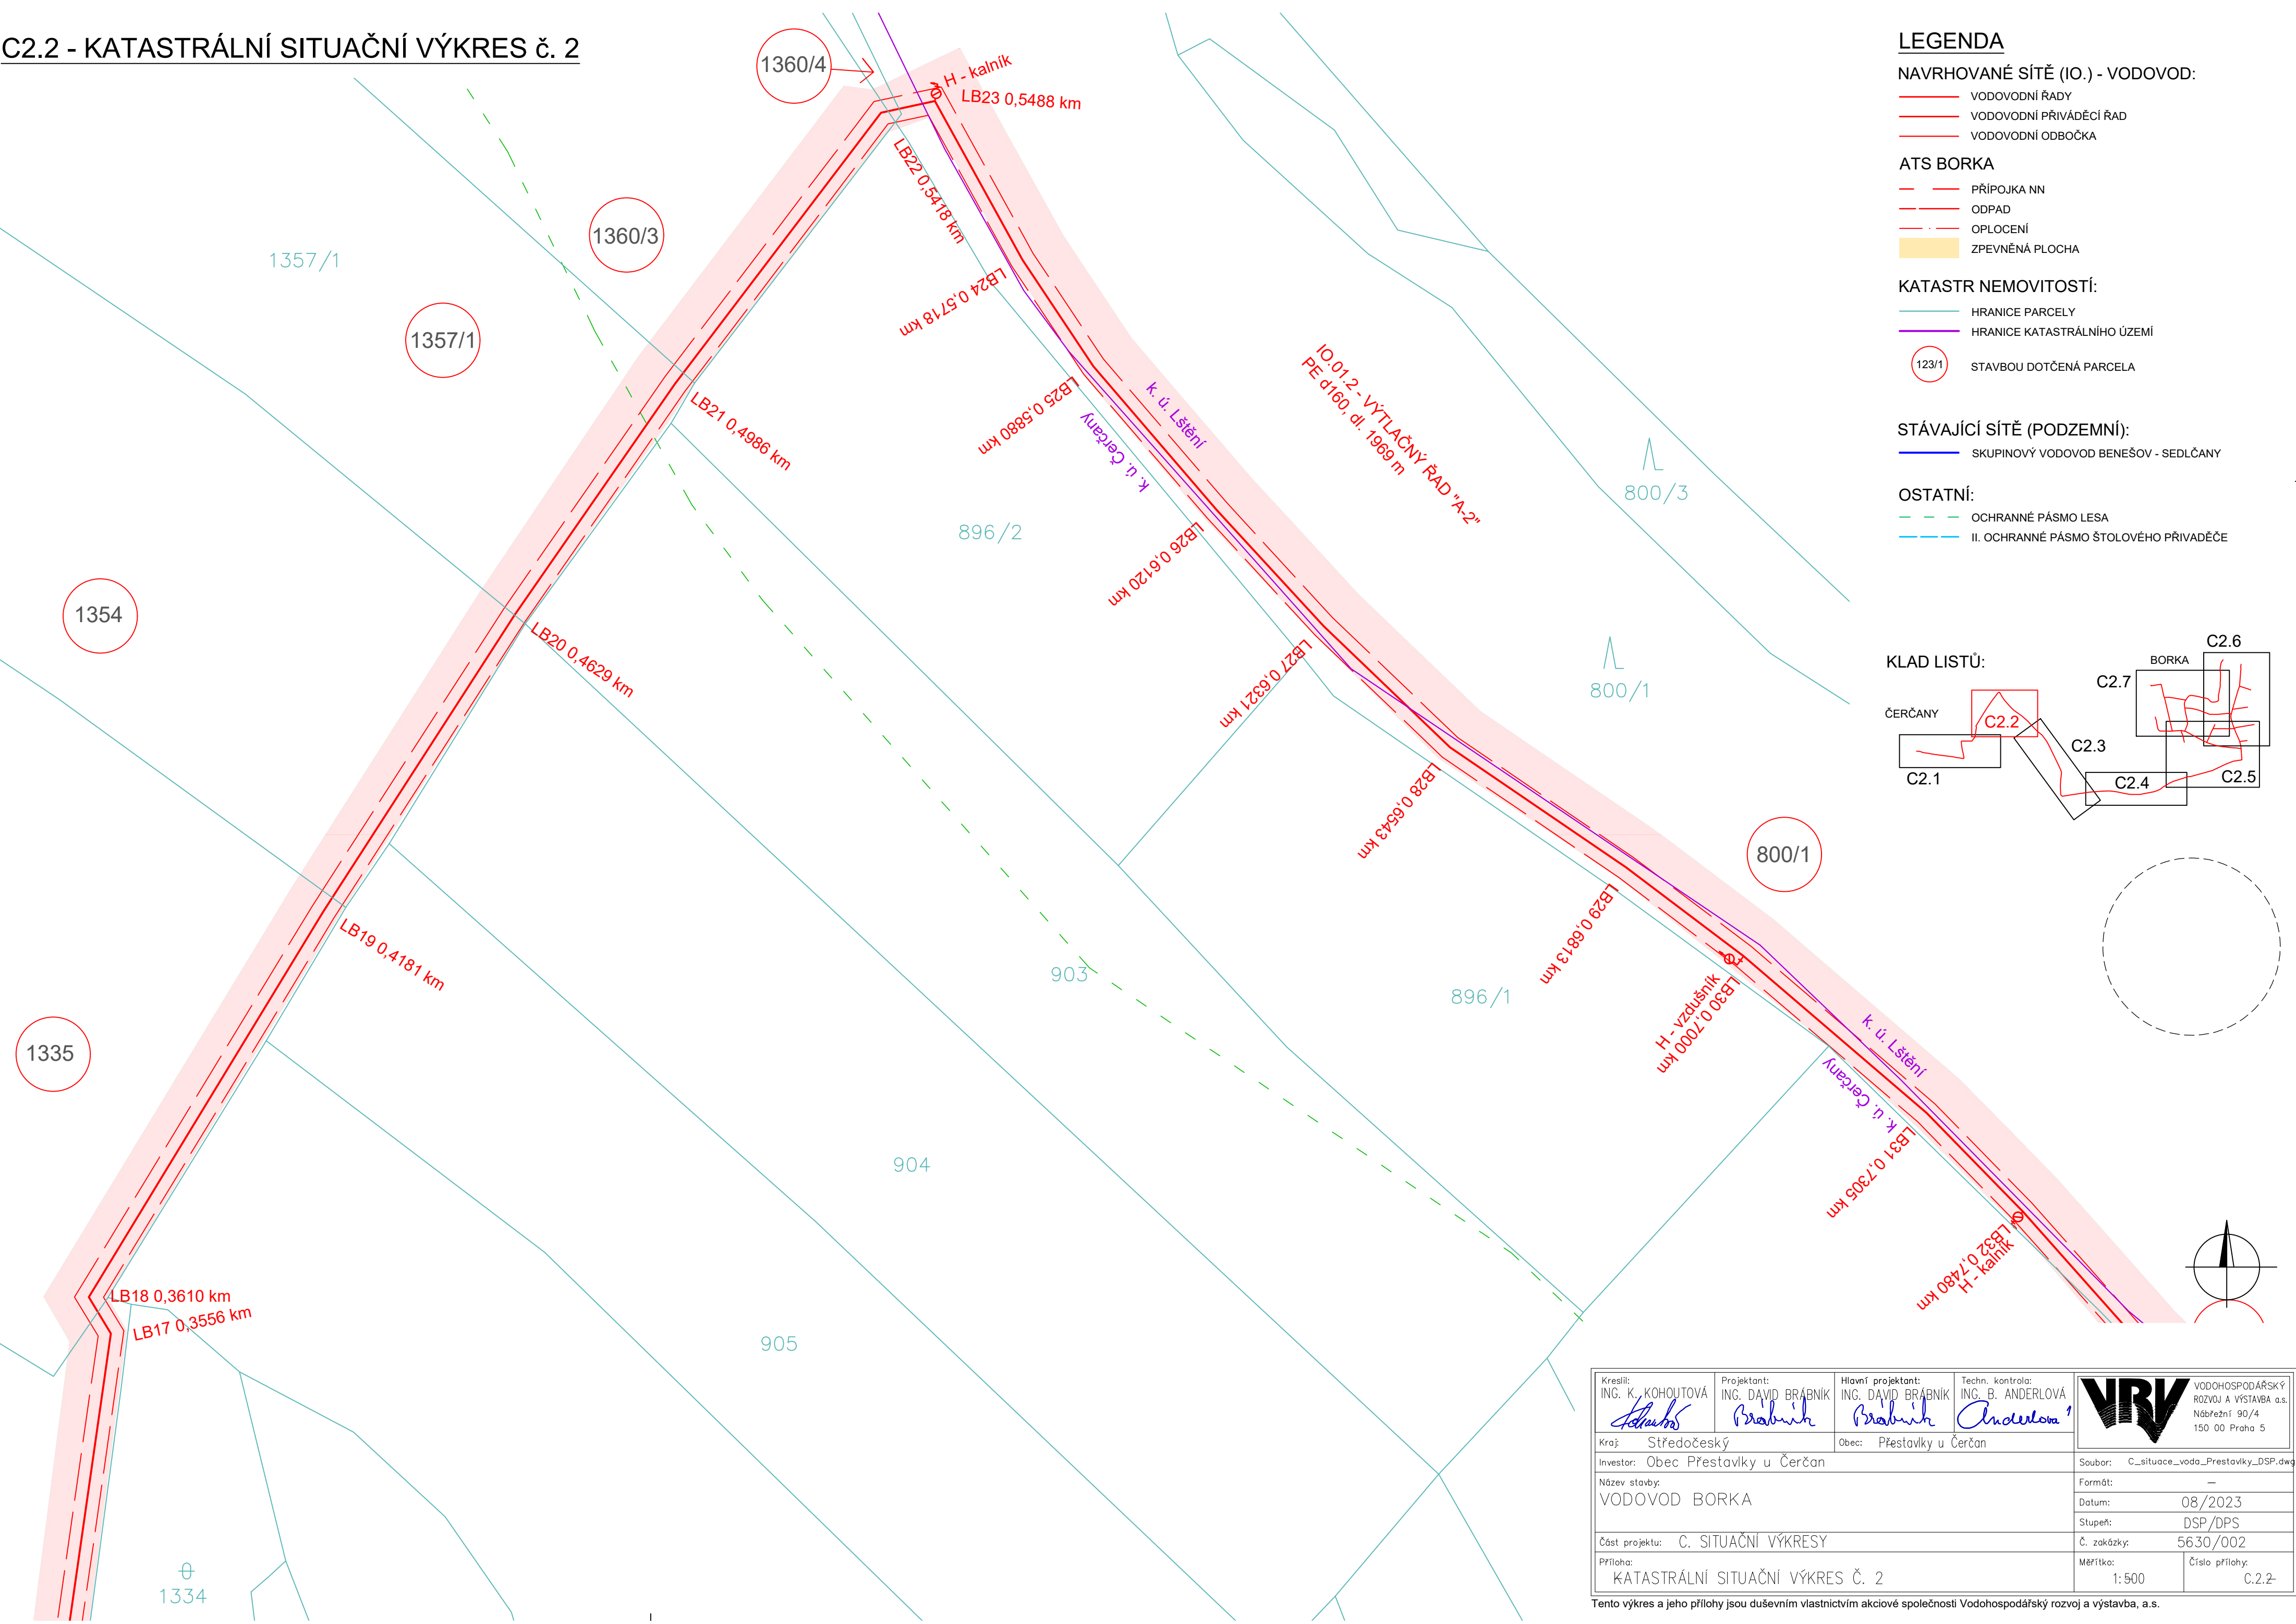 C2.2 - KATASTRÁLNÍ SITUAČNÍ VÝKRES č. 2
1360/4
H - kalník
LB23 0,5488 km
LB22 0,5418 km
1360/3
1357/1
1357/1
LB24 0,5718 km
LB25 0,5880 km
k. ú. Lštění
k. ú. Čerčany
IO.01.2 - VÝTLAČNÝ ŘAD "A-2"
PE d160, dl. 1969 m
800/3
LB21 0,4986 km
896/2
LB26 0,6120 km
1354
LB20 0,4629 km
LB27 0,6321 km
800/1
LB28 0,6543 km
800/1
LB29 0,6813 km
LB19 0,4181 km
903
896/1
H - vzdušník
LB30 0,7000 km
1335
k. ú. Lštění
k. ú. Čerčany
LB31 0,7305 km
904
LB32 0,7480 km
H - kalník
LB18 0,3610 km
LB17 0,3556 km
905
1334
LEGENDA
NAVRHOVANÉ SÍTĚ (IO.) - VODOVOD:
VODOVODNÍ ŘADY
VODOVODNÍ PŘIVÁDĚCÍ ŘAD
VODOVODNÍ ODBOČKA
ATS BORKA
PŘÍPOJKA NN
ODPAD
OPLOCENÍ
ZPEVNĚNÁ PLOCHA
KATASTR NEMOVITOSTÍ:
HRANICE PARCELY
HRANICE KATASTRÁLNÍHO ÚZEMÍ
123/1
STAVBOU DOTČENÁ PARCELA
STÁVAJÍCÍ SÍTĚ (PODZEMNÍ):
SKUPINOVÝ VODOVOD BENEŠOV - SEDLČANY
OSTATNÍ:
OCHRANNÉ PÁSMO LESA
II. OCHRANNÉ PÁSMO ŠTOLOVÉHO PŘIVADĚČE
KLAD LISTŮ:
C2.6
BORKA
C2.7
ČERČANY
C2.2
C2.3
C2.1
C2.4
C2.5
Kreslil:
ING. K. KOHOUTOVÁ
Projektant:
ING. DAVID BRÁBNÍK
Hlavní projektant:
ING. DAVID BRÁBNÍK
Techn. kontrola:
ING. B. ANDERLOVÁ
Brábník
Brábník
Anderlová
VRV
VODOHOSPODÁŘSKÝ
ROZVOJ A VÝSTAVBA a.s.
Nábřežní 90/4
150 00 Praha 5
Kraj: Středočeský
Obec: Přestavlky u Čerčan
Investor: Obec Přestavlky u Čerčan
Soubor: C_situace_voda_Prestavlky_DSP.dwg
Název stavby:
VODOVOD BORKA
Formát: –
Datum: 08/2023
Stupeň: DSP/DPS
Část projektu: C. SITUAČNÍ VÝKRESY
Č. zakázky: 5630/002
Příloha:
KATASTRÁLNÍ SITUAČNÍ VÝKRES Č. 2
Měřítko:
1:500
Číslo přílohy:
C.2.2
Tento výkres a jeho přílohy jsou duševním vlastnictvím akciové společnosti Vodohospodářský rozvoj a výstavba, a.s.